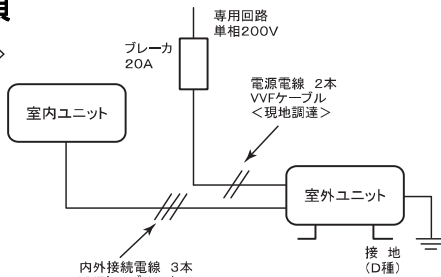 専用回路
単相200V
ブレーカ
20A
電源電線 2本
VVFケーブル
＜現地調達＞
室内ユニット
室外ユニット
接 地
(D種)
内外接続電線 3本